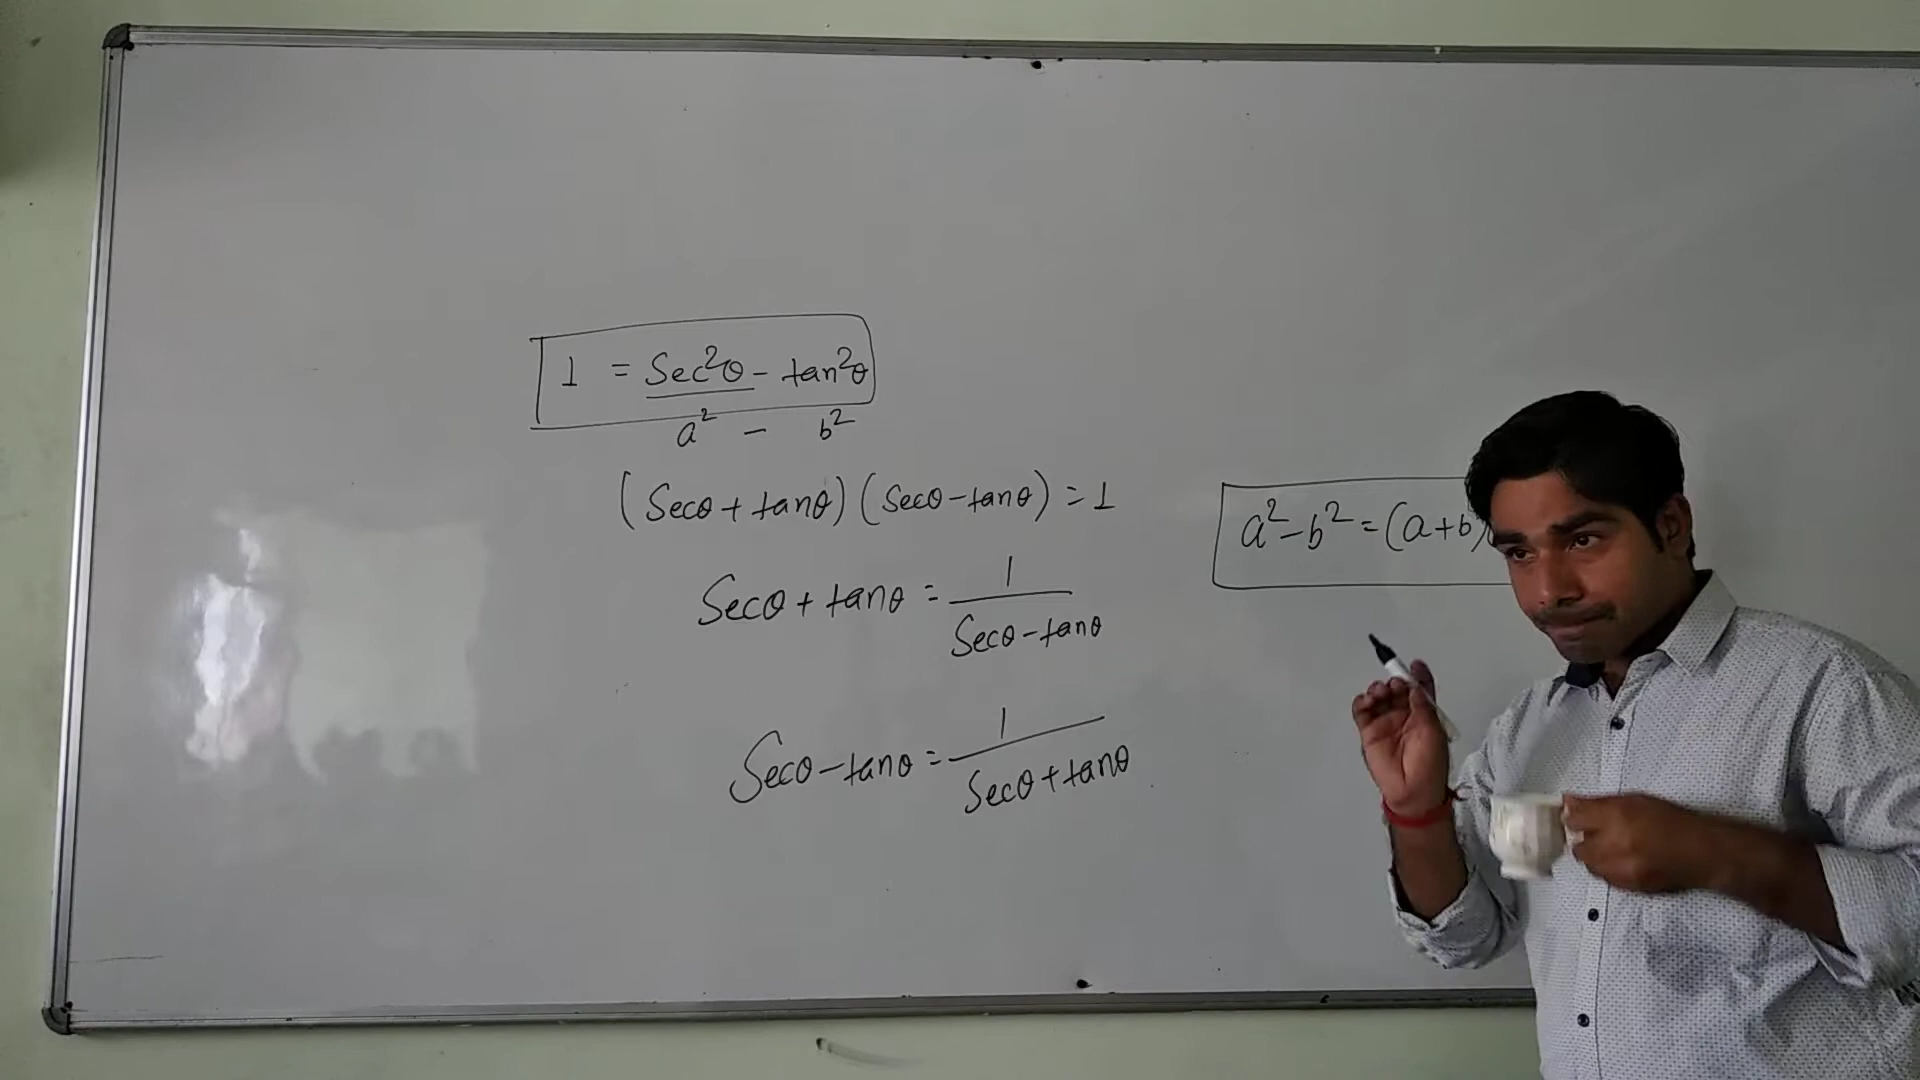 1 = Sec²θ - tan²θ
a² - b²
(Secθ + tanθ) (Secθ - tanθ) = 1
a² - b² = (a+b)
Secθ + tanθ = 1 / Secθ - tanθ
Secθ - tanθ = 1 / Secθ + tanθ